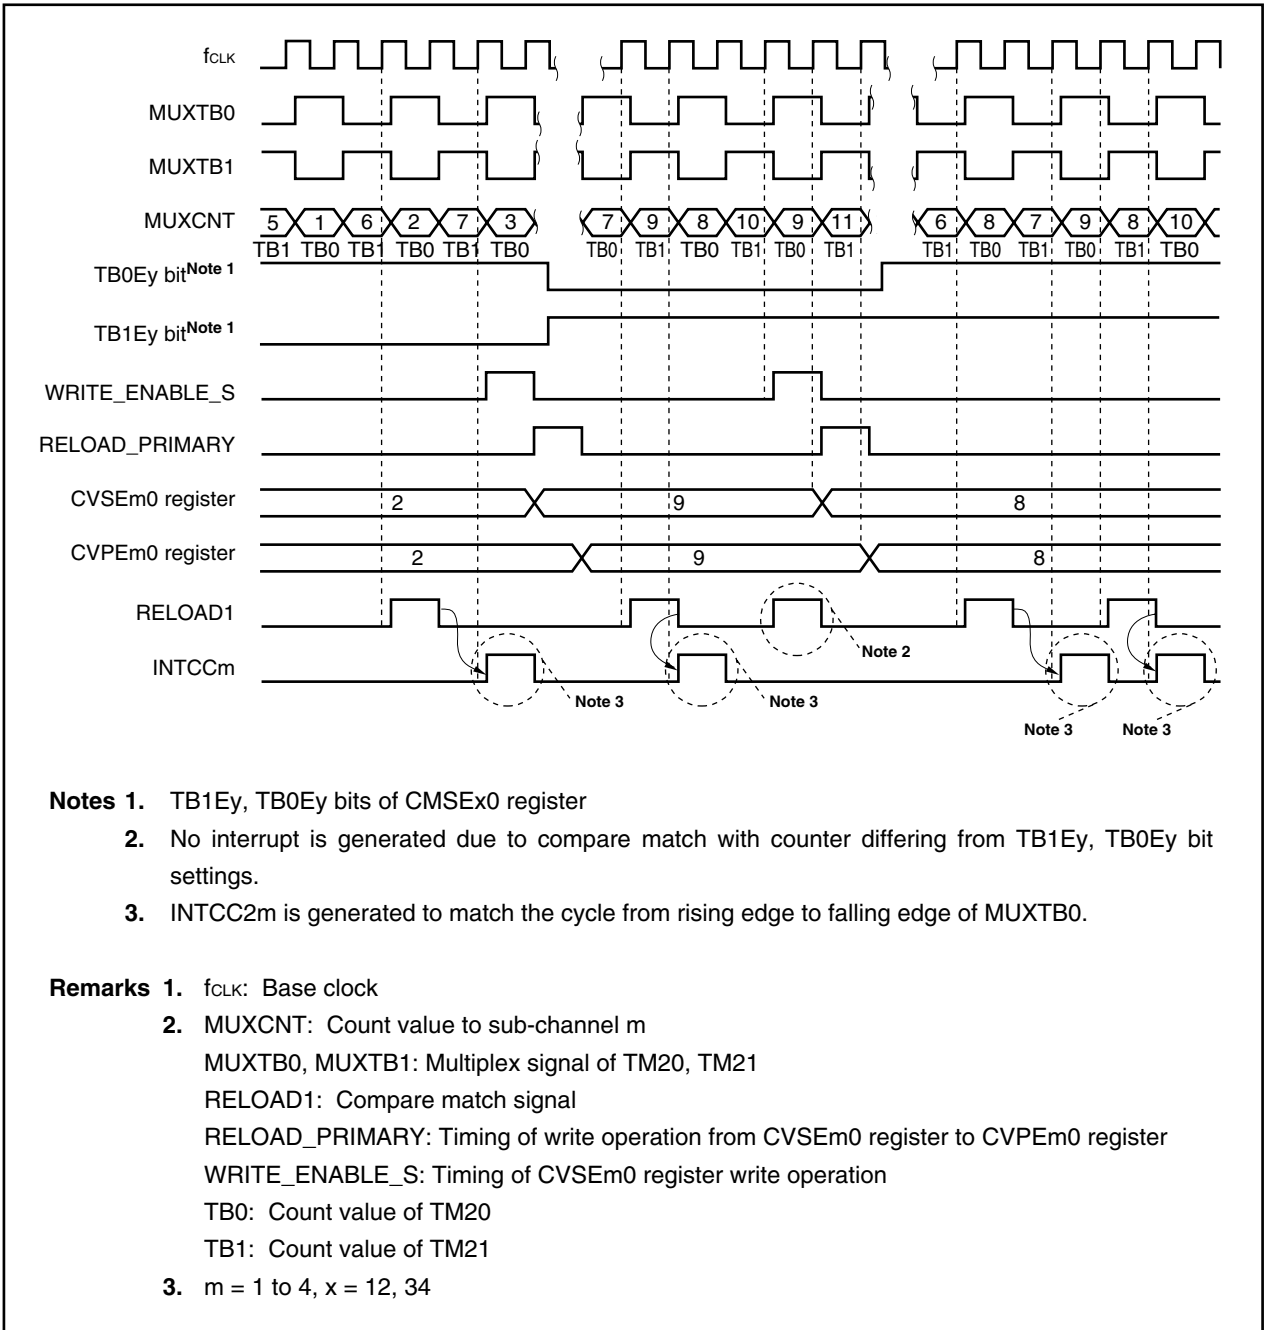 fCLK
MUXTB0
MUXTB1
MUXCNT 5 1 6 2 7 3 7 9 8 10 9 11 6 8 7 9 8 10
TB1 TB0 TB1 TB0 TB1 TB0 TB0 TB1 TB0 TB1 TB0 TB1 TB1 TB0 TB1 TB0 TB1 TB0
TB0Ey bitNote 1
TB1Ey bitNote 1
WRITE_ENABLE_S
RELOAD_PRIMARY
CVSEm0 register 2 9 8
CVPEm0 register 2 9 8
RELOAD1
Note 2
INTCCm
Note 3 Note 3
Note 3 Note 3
Notes 1. TB1Ey, TB0Ey bits of CMSEx0 register
2. No interrupt is generated due to compare match with counter differing from TB1Ey, TB0Ey bit
settings.
3. INTCC2m is generated to match the cycle from rising edge to falling edge of MUXTB0.
Remarks 1. fCLK: Base clock
2. MUXCNT: Count value to sub-channel m
MUXTB0, MUXTB1: Multiplex signal of TM20, TM21
RELOAD1: Compare match signal
RELOAD_PRIMARY: Timing of write operation from CVSEm0 register to CVPEm0 register
WRITE_ENABLE_S: Timing of CVSEm0 register write operation
TB0: Count value of TM20
TB1: Count value of TM21
3. m = 1 to 4, x = 12, 34